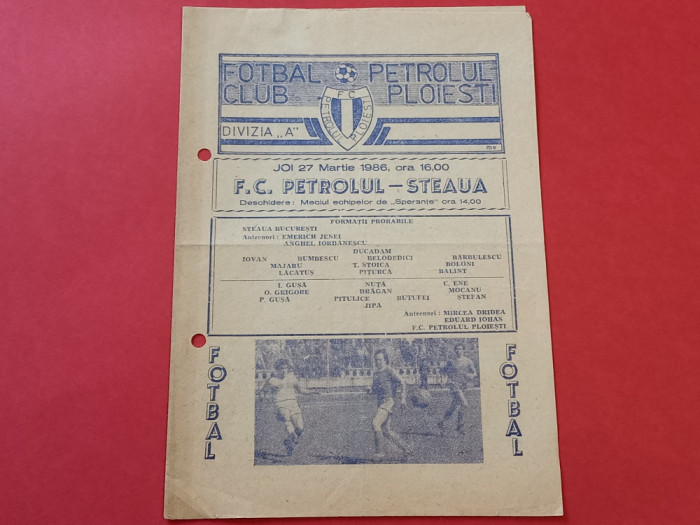 FOTBAL PETROLUL
CLUB PLOIESTI
F C
PETROLUL PLOIESTI
DIVIZIA „A"
JOI 27 Martie 1986, ora 16,00
F.C. PETROLUL — STEAUA
Deschidere: Meciul echipelor de „Speranțe" ora 14,00
FORMAȚII PROBABILE
STEAUA BUCUREȘTI
Antrenori: EMERICH JENEI
ANGHEL IORDĂNESCU
DUCADAM
IOVAN BUMBESCU BELODEDICI BĂRBULESCU
MAJARU T. STOICA BOLONI
LĂCĂTUȘ PIȚURCA BALINT
I. GUȘĂ NUȚĂ C. ENE
O. GRIGORE DRĂGAN MOCANU
P. GUȘĂ PITULICE BUTUFEI ȘTEFAN
JIPA
Antrenori: MIRCEA DRIDEA
EDUARD IOHAS
F.C. PETROLUL PLOIEȘTI
FOTBAL
FOTBAL